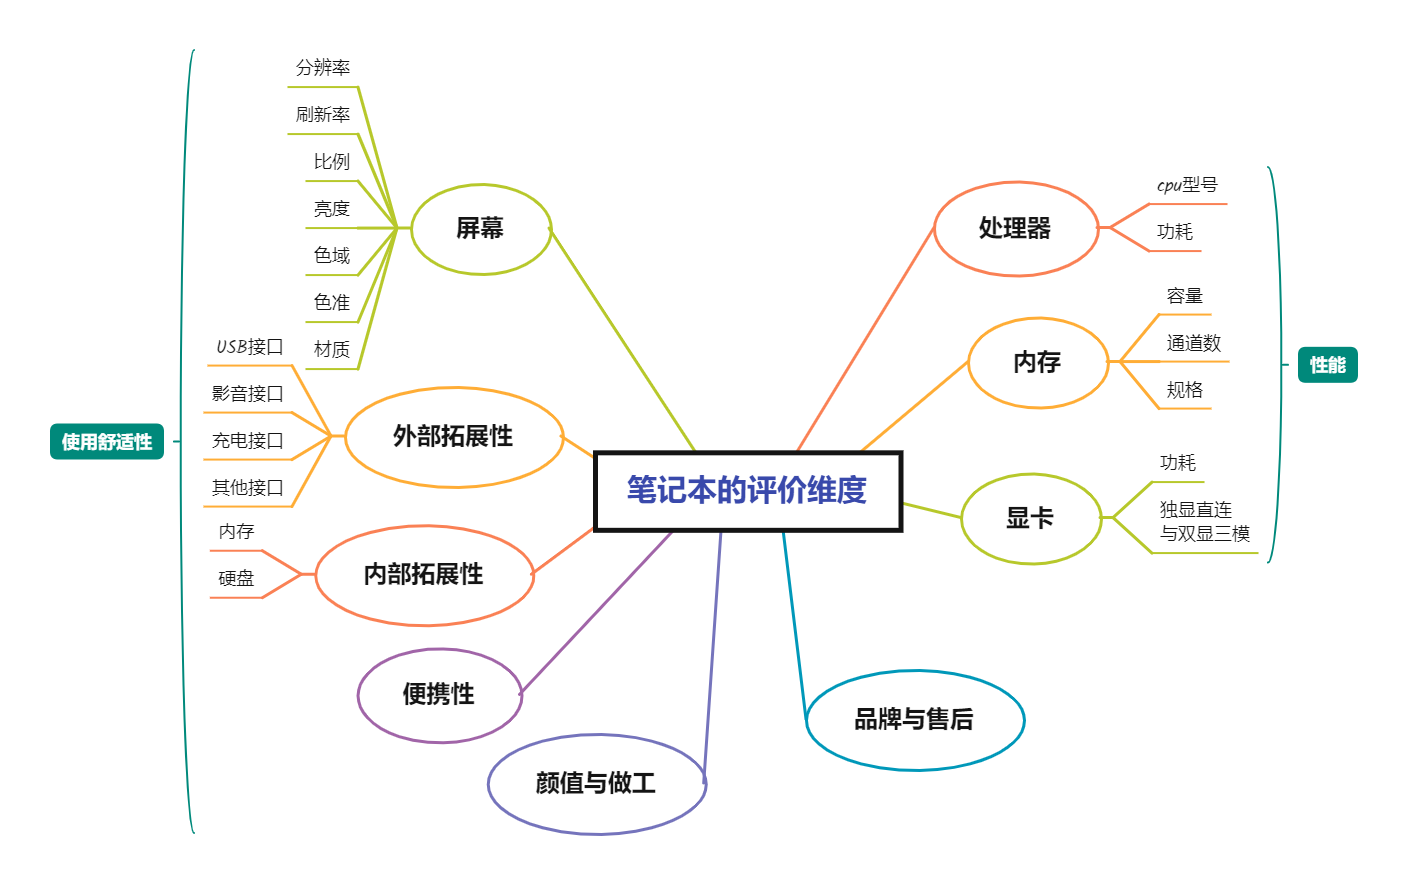 笔记本的评价维度
处理器
cpu型号
功耗
内存
容量
通道数
规格
显卡
功耗
独显直连
与双显三模
性能
品牌与售后
颜值与做工
便携性
内部拓展性
内存
硬盘
外部拓展性
USB接口
影音接口
充电接口
其他接口
屏幕
分辨率
刷新率
比例
亮度
色域
色准
材质
使用舒适性